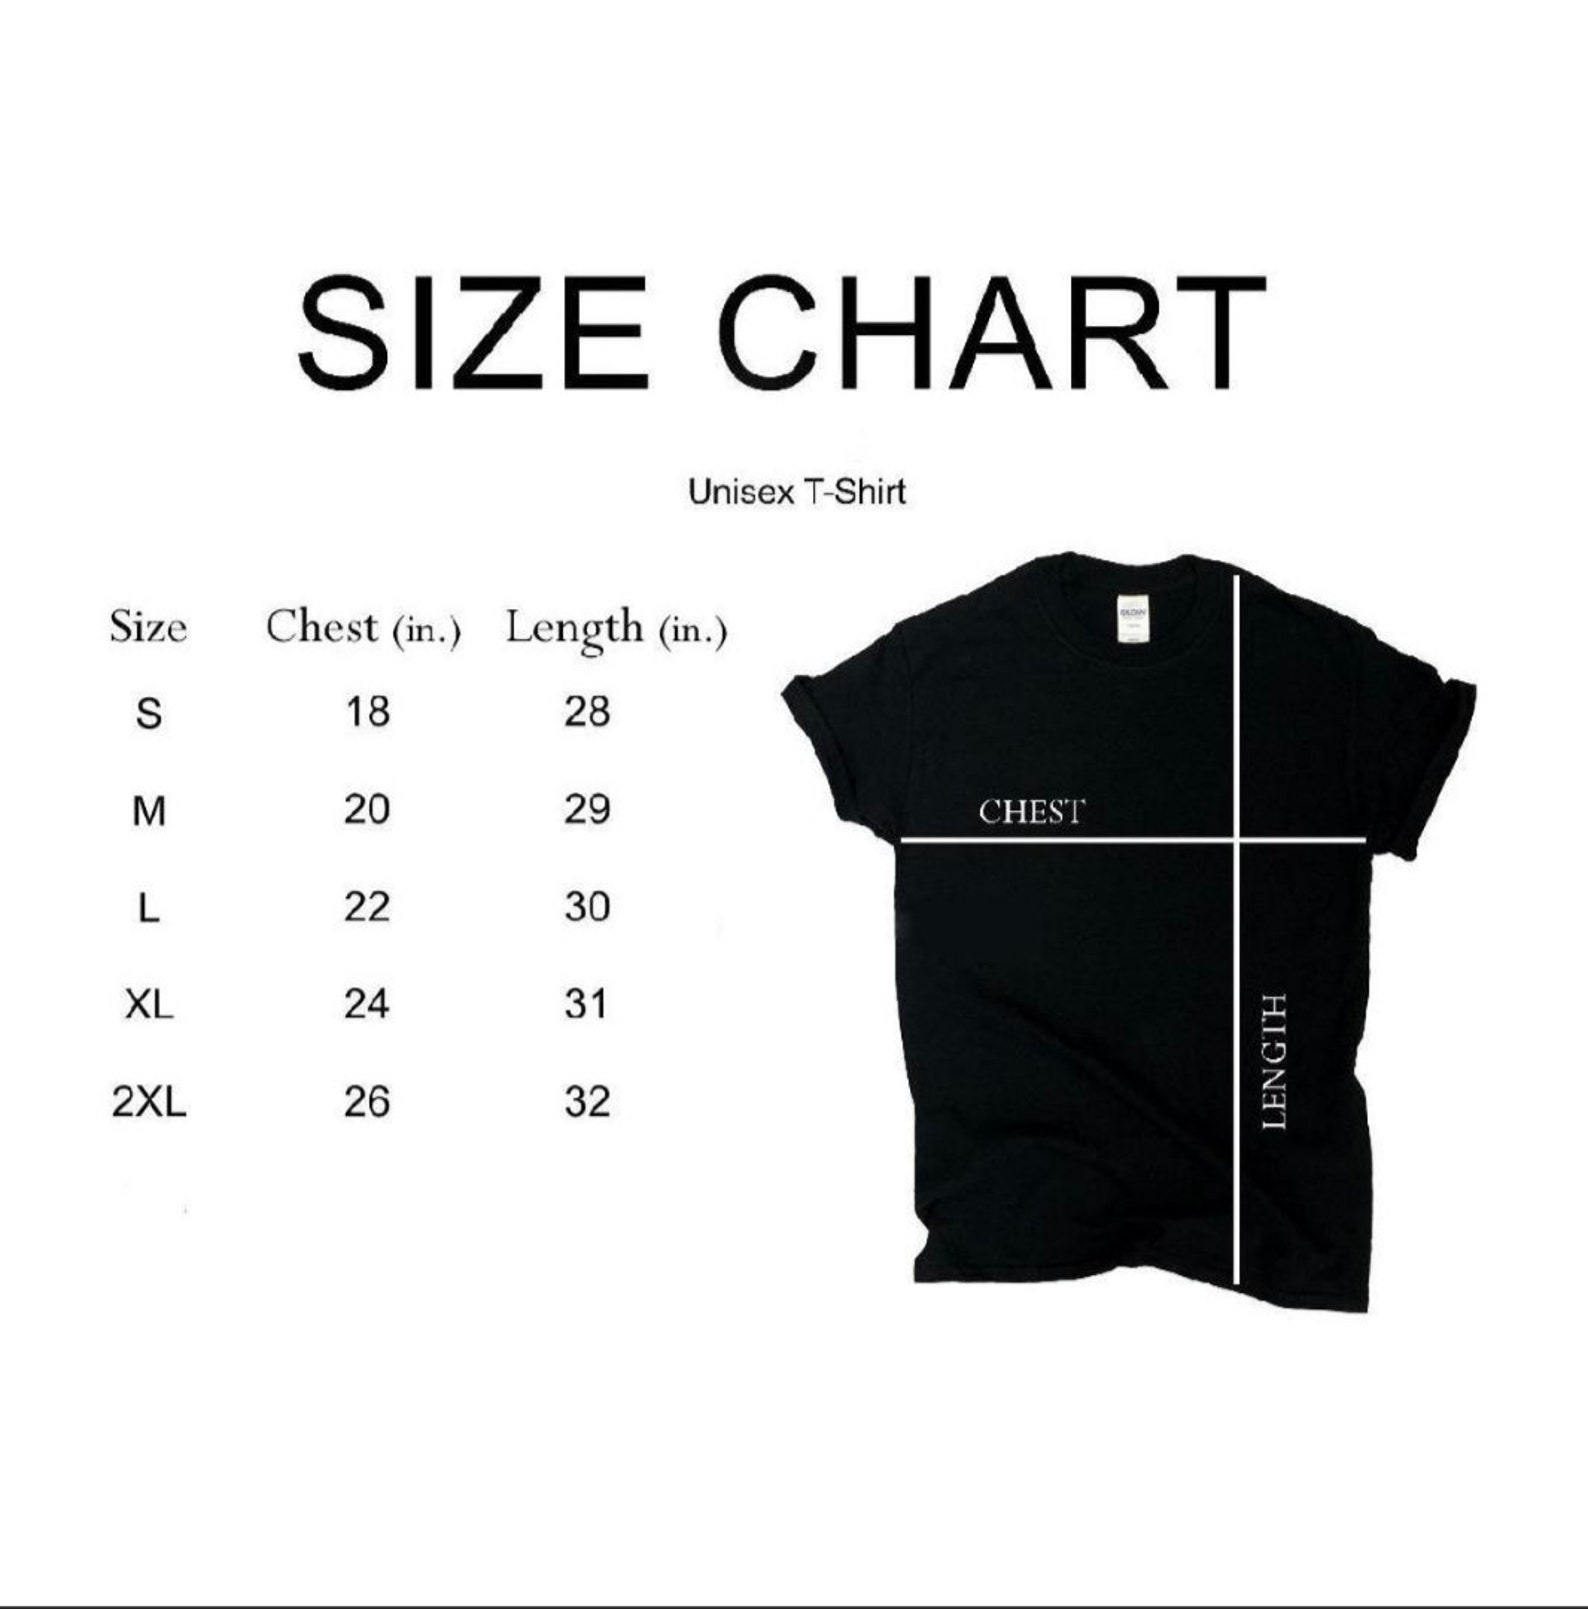 SIZE CHART
Unisex T-Shirt
Size Chest (in.) Length (in.)
S 18 28
M 20 29
L 22 30
XL 24 31
2XL 26 32
GILDAN
CHEST
LENGTH